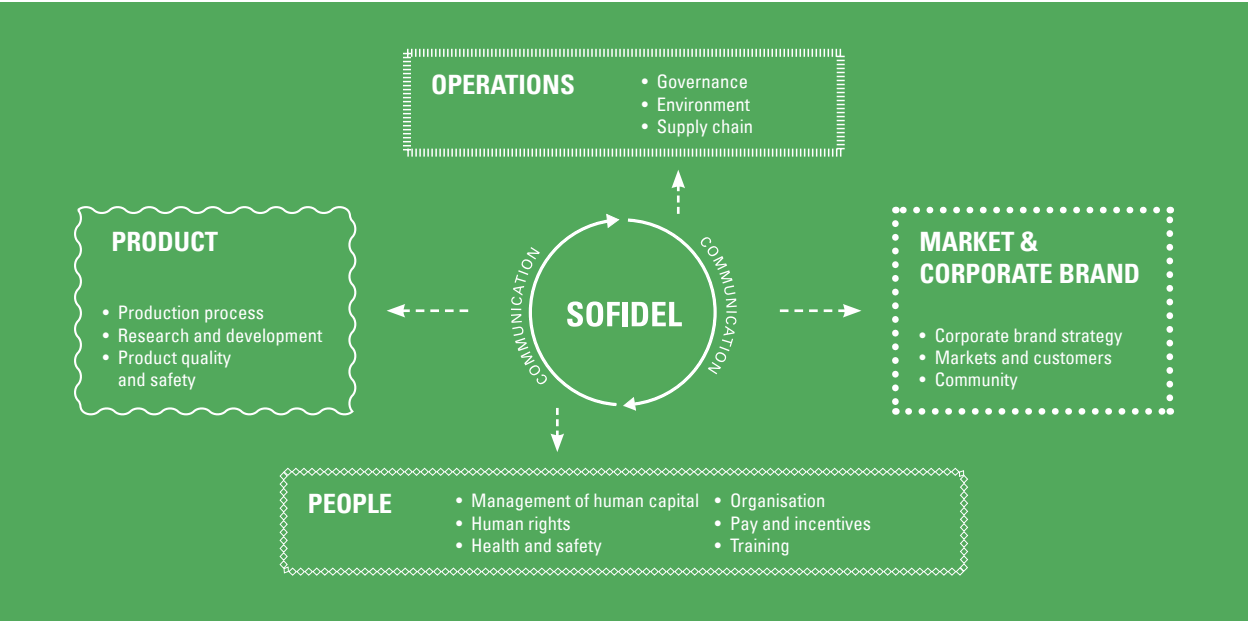 OPERATIONS
• Governance
• Environment
• Supply chain
PRODUCT
• Production process
• Research and development
• Product quality
and safety
COMMUNICATION
SOFIDEL
COMMUNICATION
MARKET &
CORPORATE BRAND
• Corporate brand strategy
• Markets and customers
• Community
PEOPLE
• Management of human capital
• Human rights
• Health and safety
• Organisation
• Pay and incentives
• Training